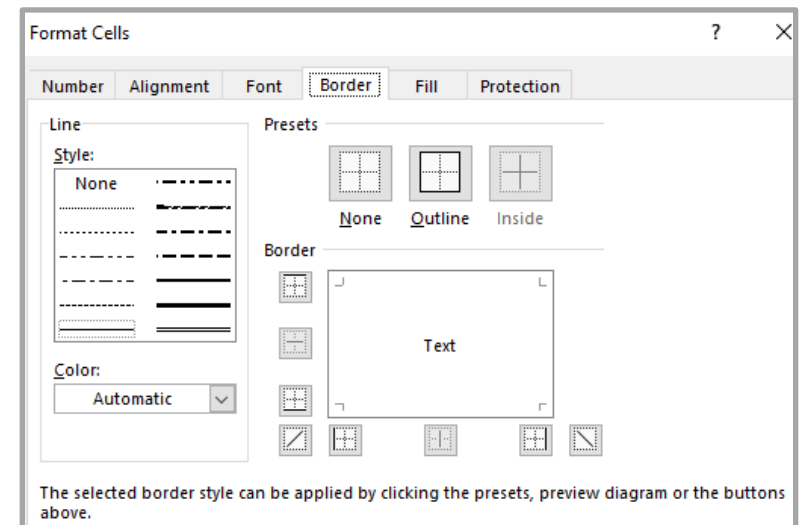 Format Cells ? ✕
Number Alignment Font Border Fill Protection
Line Presets
Style:
None
None Outline Inside
Border
Text
Color:
Automatic
The selected border style can be applied by clicking the presets, preview diagram or the buttons
above.